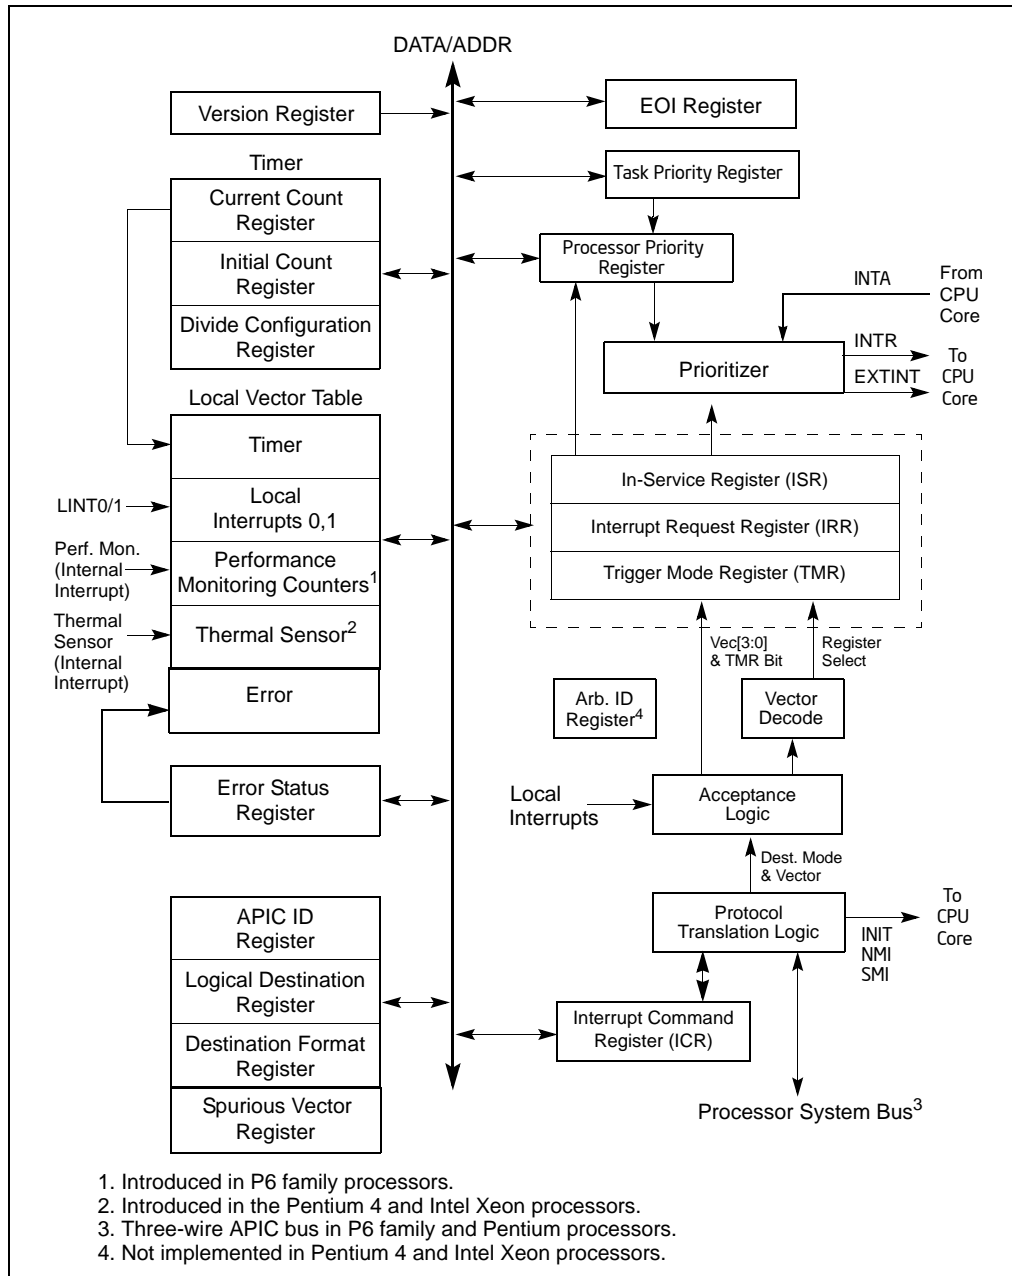 DATA/ADDR
Version Register
EOI Register
Timer
Task Priority Register
Current Count
Register
Initial Count
Register
Divide Configuration
Register
Processor Priority
Register
INTA
From
CPU
Core
Prioritizer
INTR
EXTINT
To
CPU
Core
Local Vector Table
Timer
Local
Interrupts 0,1
Performance
Monitoring Counters1
Thermal Sensor2
Error
LINT0/1
Perf. Mon.
(Internal
Interrupt)
Thermal
Sensor
(Internal
Interrupt)
In-Service Register (ISR)
Interrupt Request Register (IRR)
Trigger Mode Register (TMR)
Vec[3:0]
& TMR Bit
Register
Select
Arb. ID
Register4
Vector
Decode
Error Status
Register
Local
Interrupts
Acceptance
Logic
Dest. Mode
& Vector
Protocol
Translation Logic
INIT
NMI
SMI
To
CPU
Core
APIC ID
Register
Logical Destination
Register
Destination Format
Register
Spurious Vector
Register
Interrupt Command
Register (ICR)
Processor System Bus3
1. Introduced in P6 family processors.
2. Introduced in the Pentium 4 and Intel Xeon processors.
3. Three-wire APIC bus in P6 family and Pentium processors.
4. Not implemented in Pentium 4 and Intel Xeon processors.